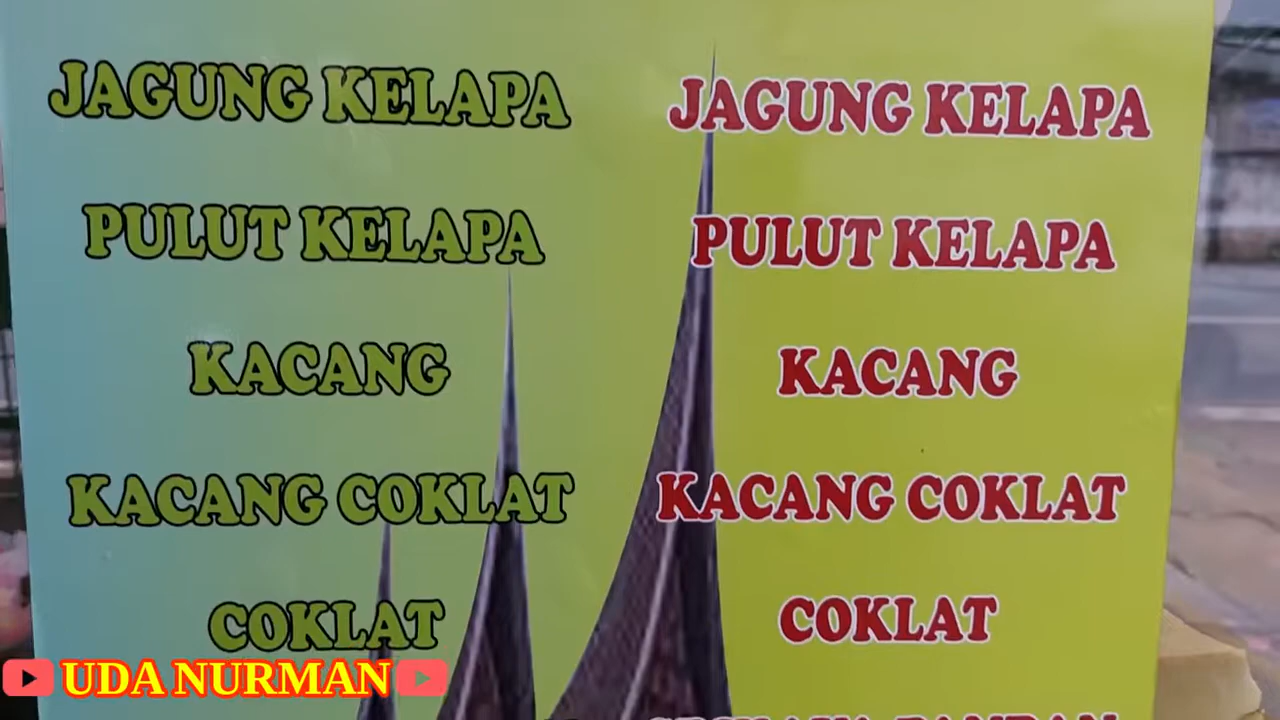 JAGUNG KELAPA
PULUT KELAPA
KACANG
KACANG COKLAT
COKLAT
JAGUNG KELAPA
PULUT KELAPA
KACANG
KACANG COKLAT
COKLAT
UDA NURMAN